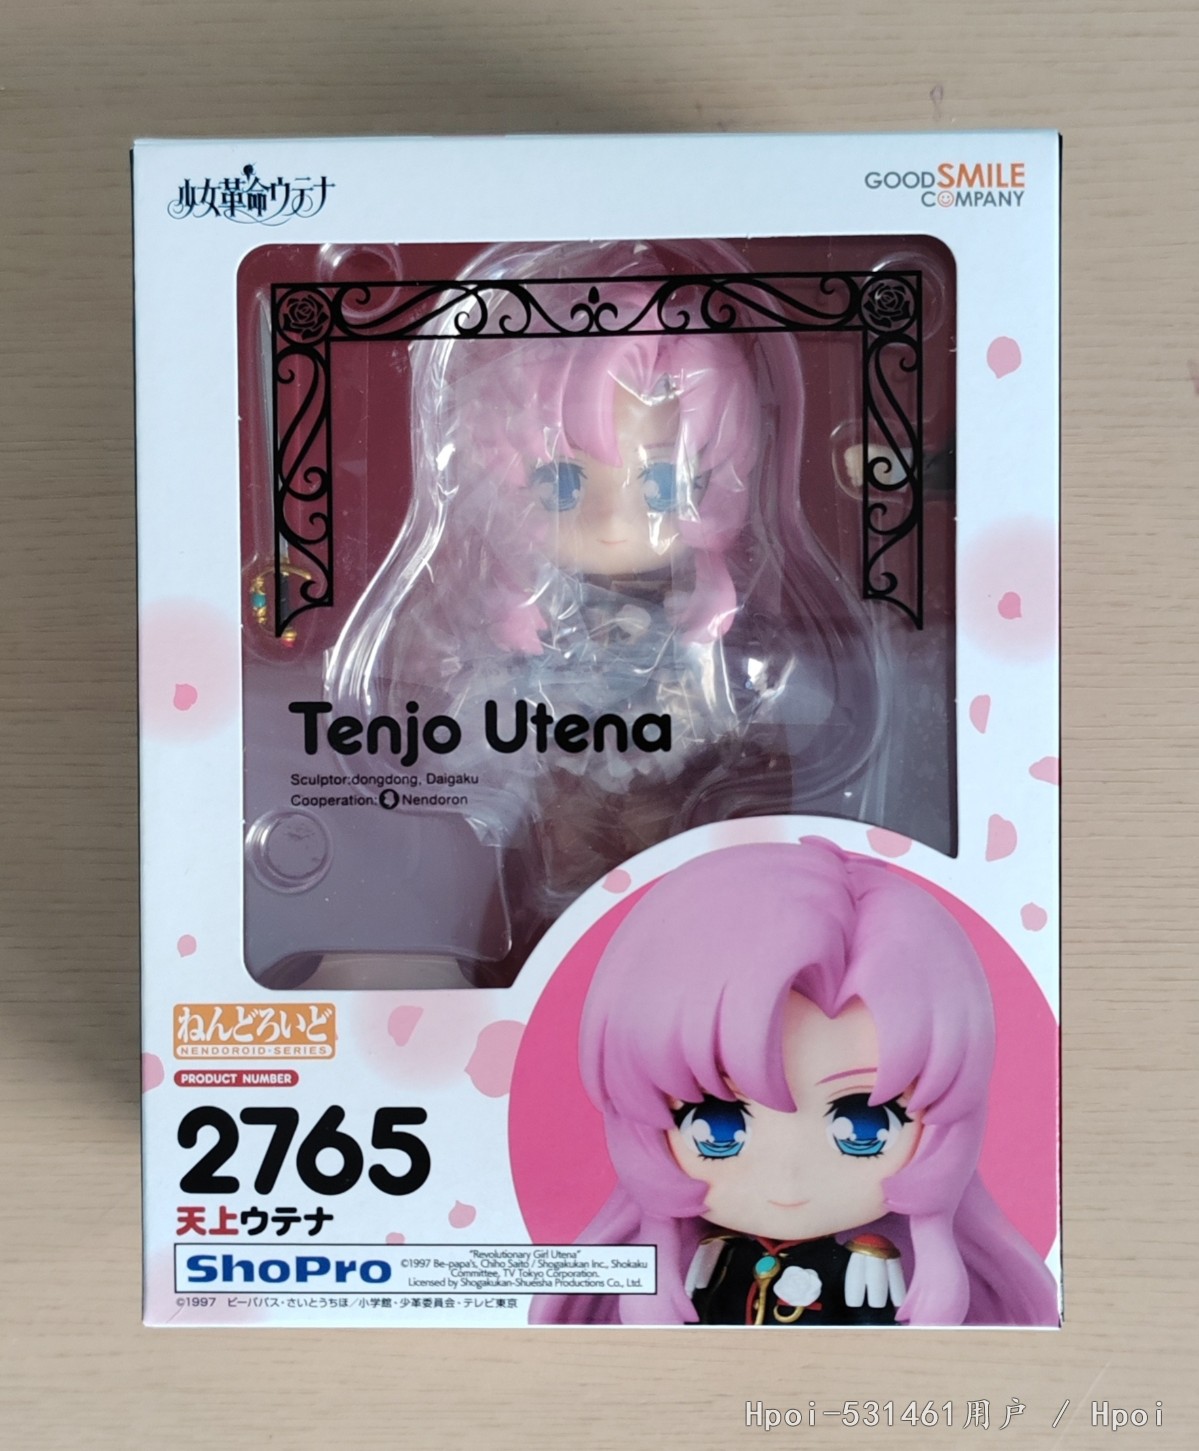 少女革命ウテナ
GOOD SMILE
COMPANY
Tenjo Utena
Sculptor:dongdong, Daigaku
Cooperation: Nendoron
ねんどろいど
NENDOROID·SERIES
PRODUCT NUMBER
2765
天上ウテナ
ShoPro
"Revolutionary Girl Utena"
©1997 Be-papa's, Chiho Saito / Shogakukan Inc., Shokaku
Committee, TV Tokyo Corporation.
Licensed by Shogakukan-Shueisha Productions Co., Ltd.
©1997 ビーパパス・さいとうちほ／小学館・少革委員会・テレビ東京
Hpoi-531461用户 / Hpoi